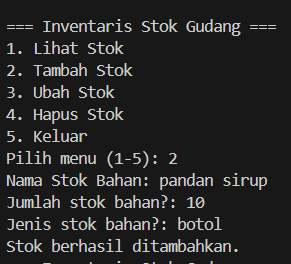 === Inventaris Stok Gudang ===
1. Lihat Stok
2. Tambah Stok
3. Ubah Stok
4. Hapus Stok
5. Keluar
Pilih menu (1-5): 2
Nama Stok Bahan: pandan sirup
Jumlah stok bahan?: 10
Jenis stok bahan?: botol
Stok berhasil ditambahkan.